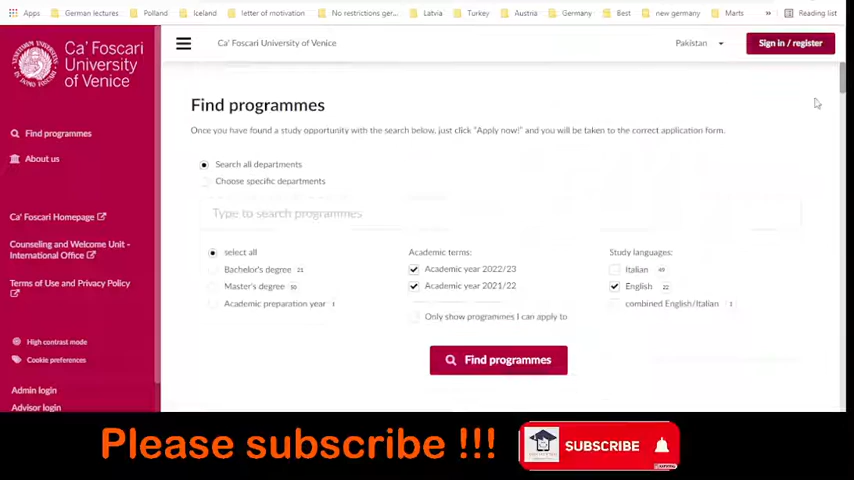 Apps German lectures Polland Iceland letter of motivation No restrictions ger... Latvia Turkey Austria Germany Best new germany Marts » Reading list
Ca' Foscari
University
of Venice
Ca' Foscari University of Venice
Pakistan
Sign in / register
Find programmes
About us
Ca' Foscari Homepage
Counseling and Welcome Unit -
International Office
Terms of Use and Privacy Policy
High contrast mode
Cookie preferences
Admin login
Advisor login
Find programmes
Once you have found a study opportunity with the search below, just click "Apply now!" and you will be taken to the correct application form.
Search all departments
Choose specific departments
Type to search programmes
select all
Bachelor's degree 21
Master's degree 50
Academic preparation year 1
Academic terms:
Academic year 2022/23
Academic year 2021/22
Only show programmes I can apply to
Study languages:
Italian 49
English 22
combined English/Italian 1
Find programmes
Please subscribe !!!
SUBSCRIBE